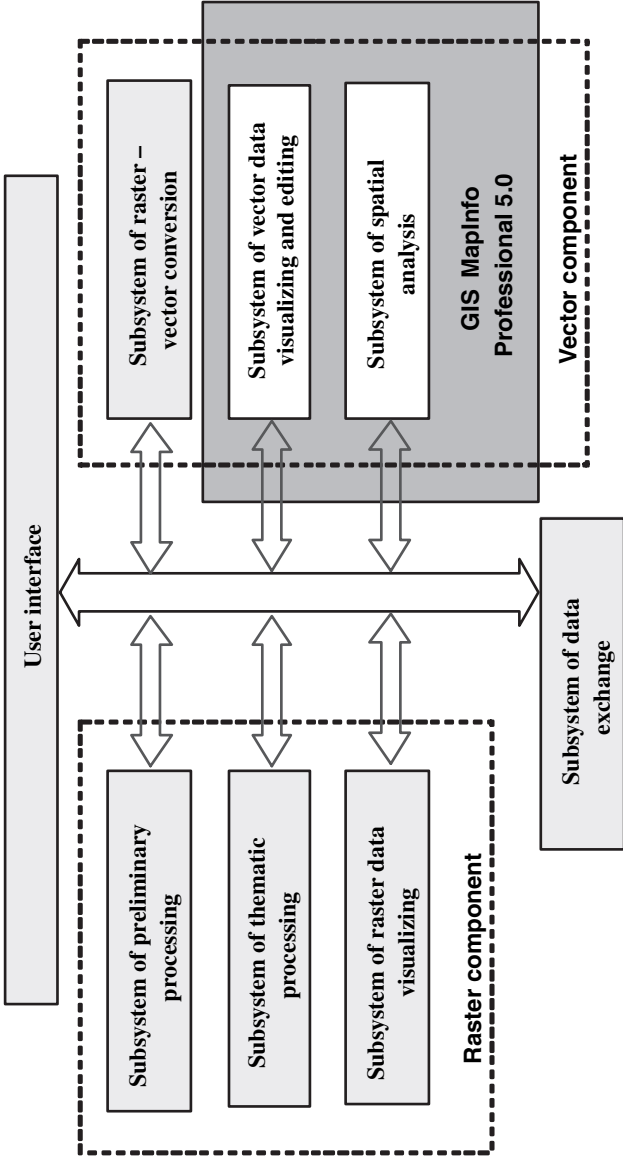 User interface
Subsystem of preliminary
processing
Subsystem of thematic
processing
Subsystem of raster data
visualizing
Raster component
Subsystem of raster –
vector conversion
Subsystem of vector data
visualizing and editing
Subsystem of spatial
analysis
GIS MapInfo
Professional 5.0
Vector component
Subsystem of data
exchange